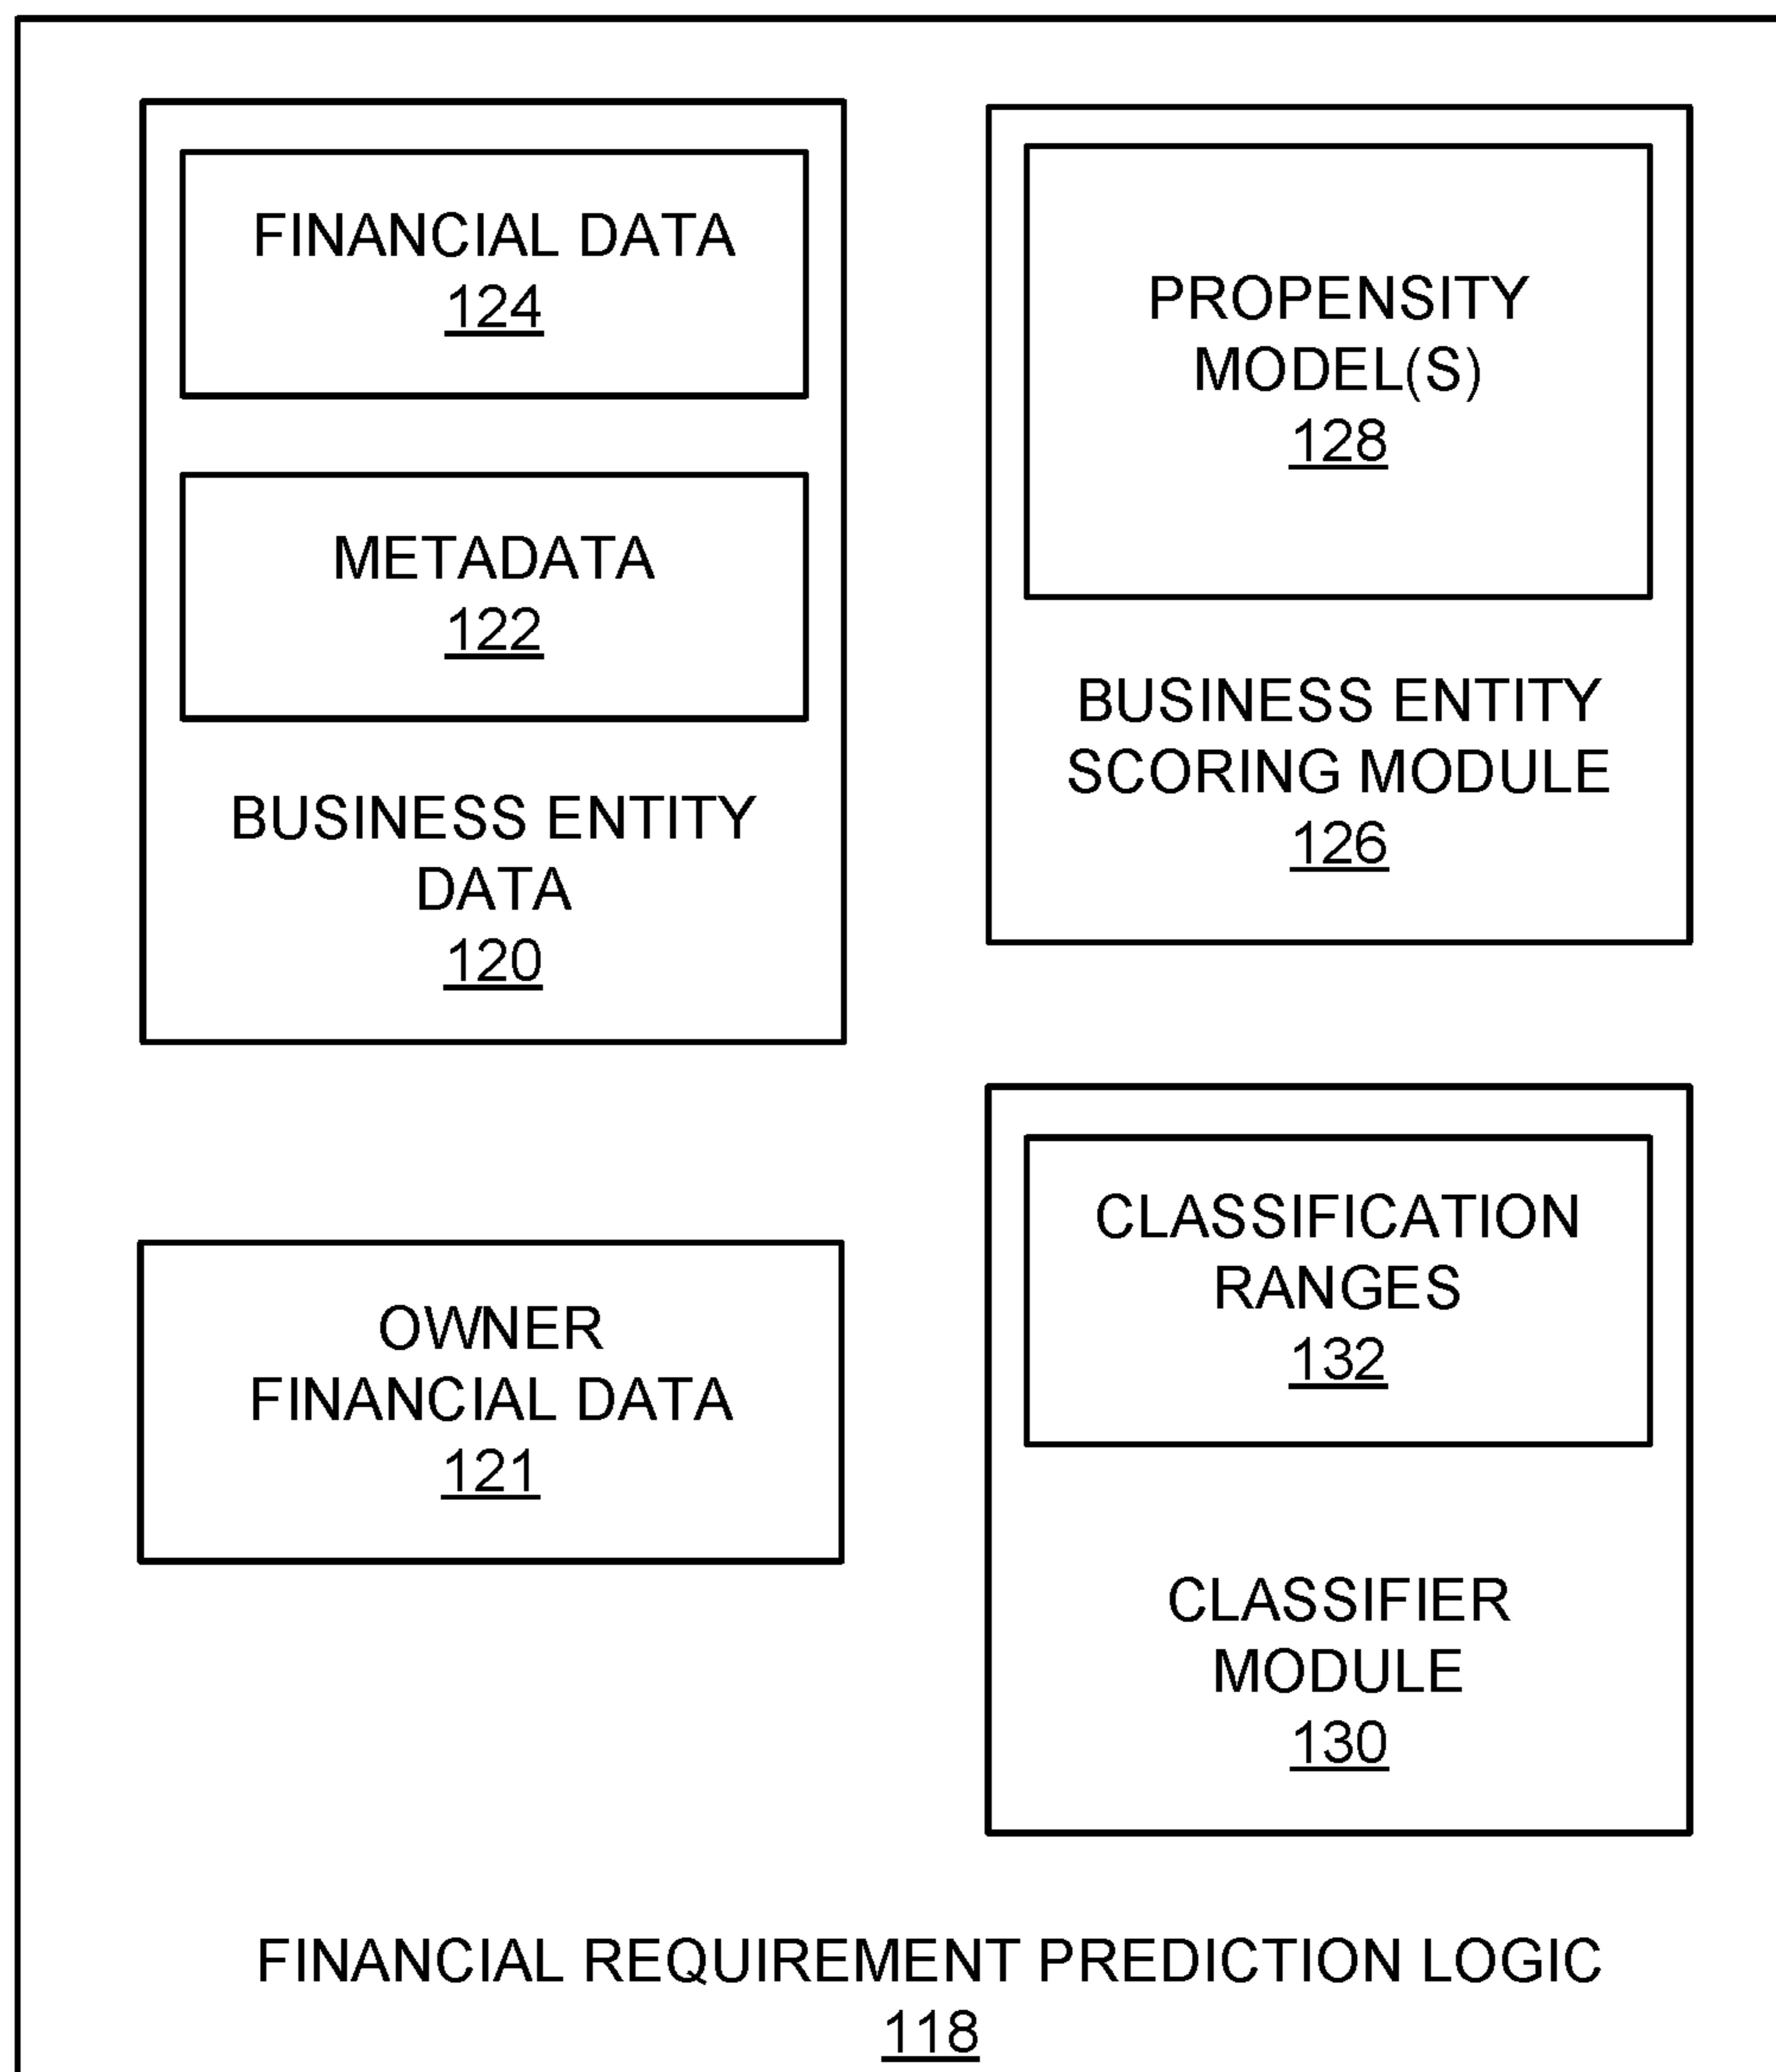 FINANCIAL DATA
124
METADATA
122
BUSINESS ENTITY
DATA
120
OWNER
FINANCIAL DATA
121
PROPENSITY
MODEL(S)
128
BUSINESS ENTITY
SCORING MODULE
126
CLASSIFICATION
RANGES
132
CLASSIFIER
MODULE
130
FINANCIAL REQUIREMENT PREDICTION LOGIC
118